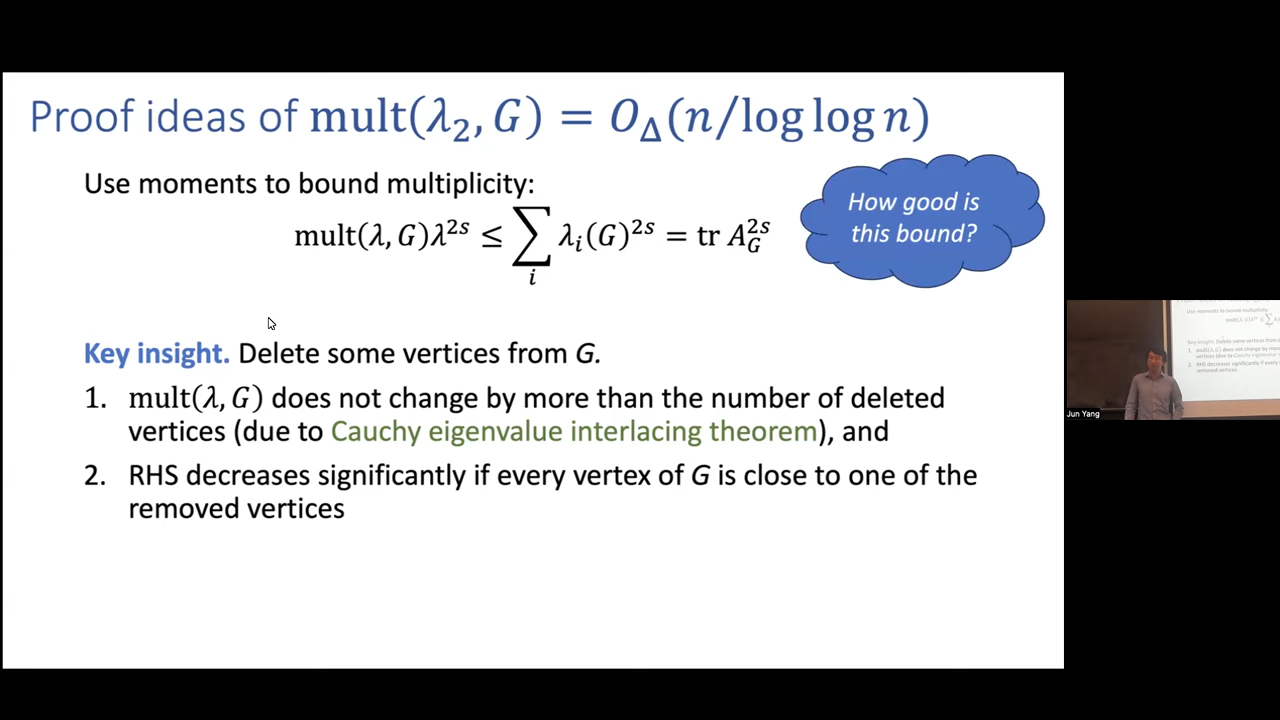 Proof ideas of mult(λ₂, G) = O_Δ(n/log log n)
Use moments to bound multiplicity:
mult(λ, G)λ²ˢ ≤ ∑ᵢ λᵢ(G)²ˢ = tr A_G²ˢ
How good is
this bound?
Key insight. Delete some vertices from G.
1. mult(λ, G) does not change by more than the number of deleted
vertices (due to Cauchy eigenvalue interlacing theorem), and
2. RHS decreases significantly if every vertex of G is close to one of the
removed vertices
Jun Yang